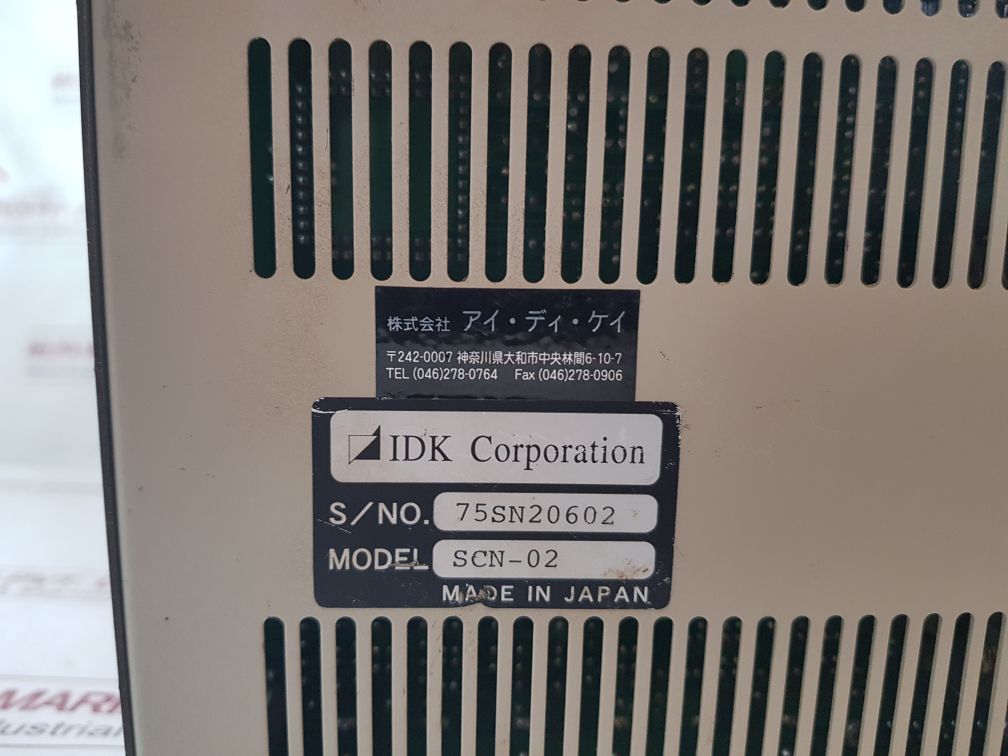 株式会社 アイ・ディ・ケイ
〒242-0007 神奈川県大和市中央林間6-10-7
TEL (046)278-0764 Fax (046)278-0906
IDK Corporation
S/NO. 75SN20602
MODEL SCN-02
MADE IN JAPAN
MAR
dustrial